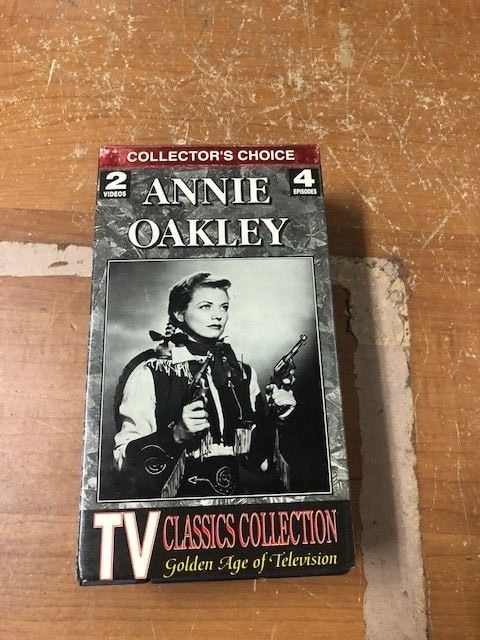 COLLECTOR'S CHOICE
2
VIDEOS
4
EPISODES
ANNIE
OAKLEY
TV
CLASSICS COLLECTION
Golden Age of Television